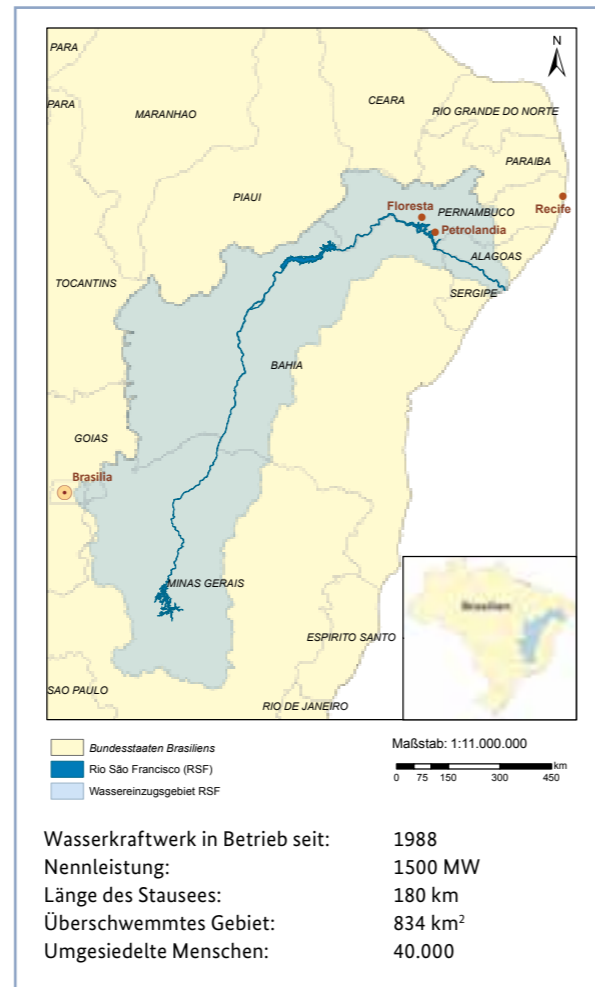 N
PARA
PARA
MARANHAO
CEARA
RIO GRANDE DO NORTE
PARAIBA
PIAUI
Floresta
PERNAMBUCO
Recife
Petrolandia
ALAGOAS
TOCANTINS
SERGIPE
BAHIA
GOIAS
Brasilia
MINAS GERAIS
Brasilien
ESPIRITO SANTO
SAO PAULO
RIO DE JANEIRO
Bundesstaaten Brasiliens
Rio São Francisco (RSF)
Wassereinzugsgebiet RSF
Maßstab: 1:11.000.000
km
0 75 150 300 450
Wasserkraftwerk in Betrieb seit: 1988
Nennleistung: 1500 MW
Länge des Stausees: 180 km
Überschwemmtes Gebiet: 834 km²
Umgesiedelte Menschen: 40.000